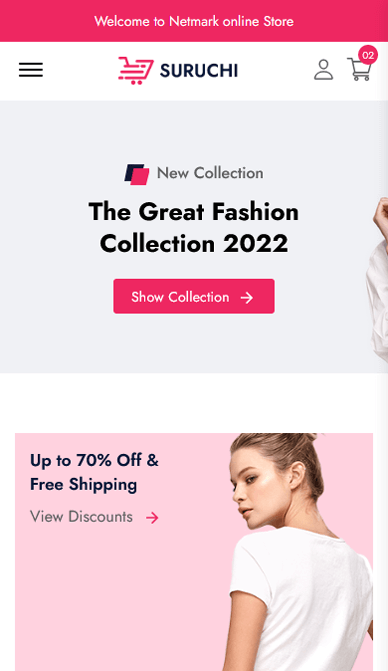 Welcome to Netmark online Store
SURUCHI
02
New Collection
The Great Fashion
Collection 2022
Show Collection
Up to 70% Off &
Free Shipping
View Discounts